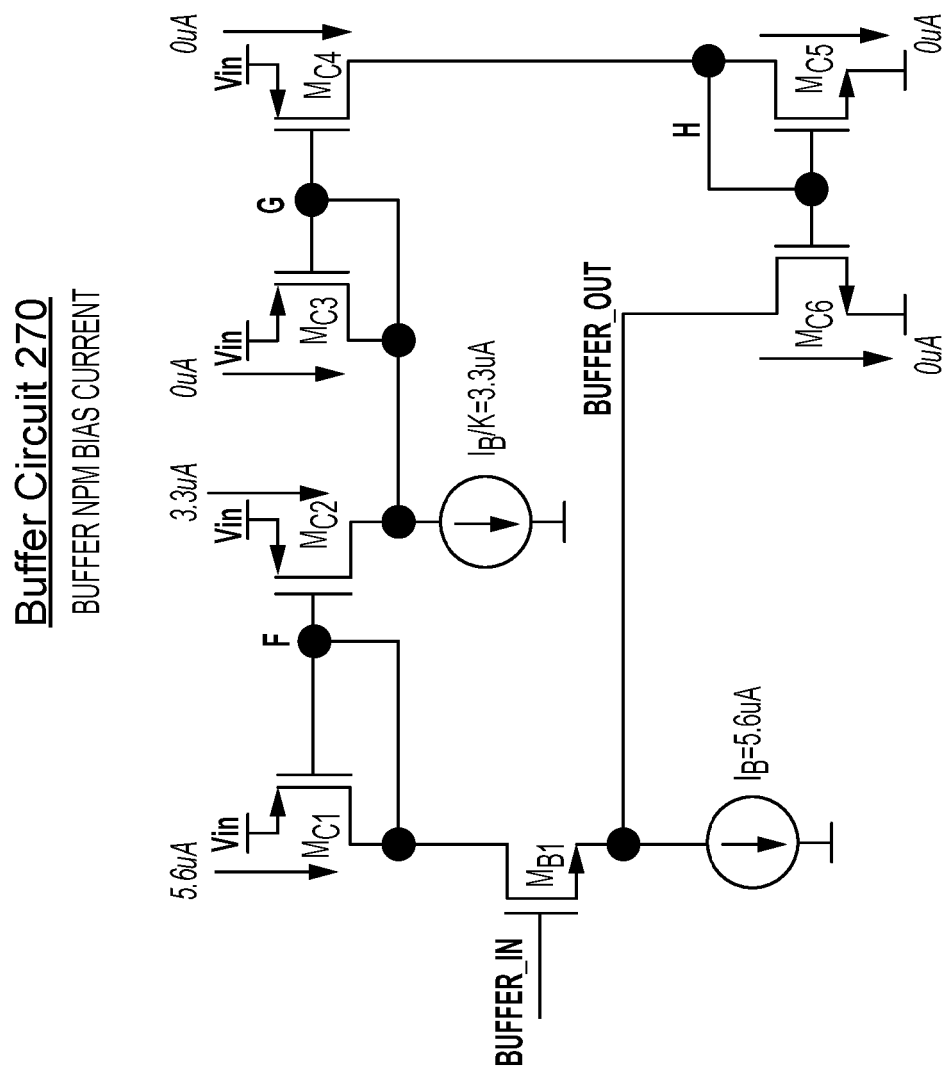 Buffer Circuit 270
BUFFER NPM BIAS CURRENT
5.6uA
Vin
MC1
F
3.3uA
Vin
MC2
0uA
Vin
MC3
G
0uA
Vin
MC4
IB/K=3.3uA
BUFFER_IN
MB1
IB=5.6uA
BUFFER_OUT
H
MC6
0uA
MC5
0uA